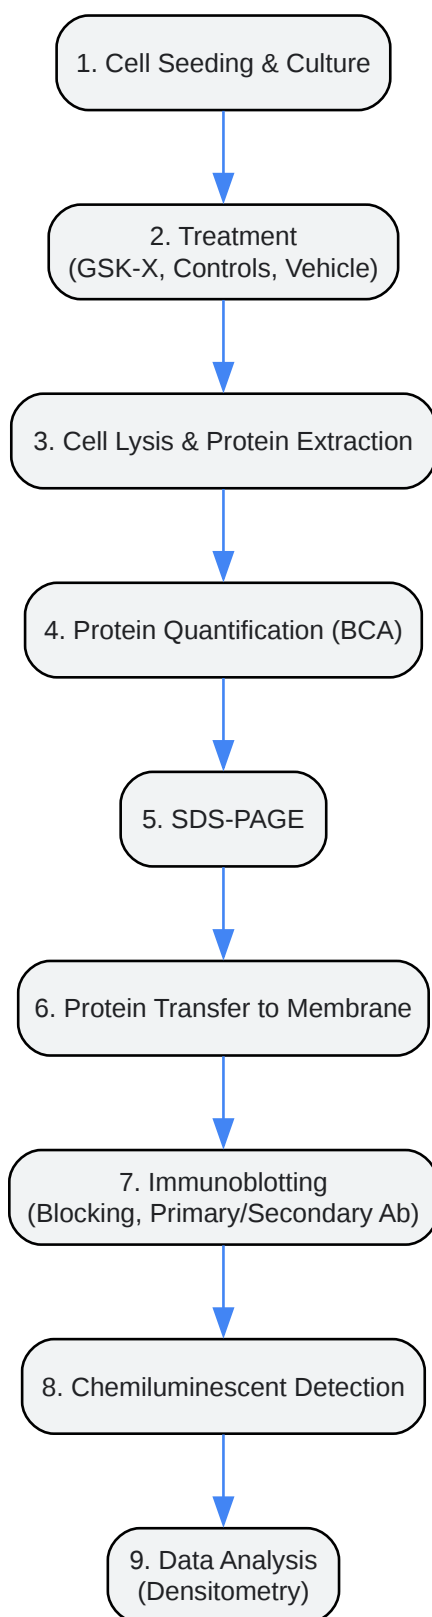 1. Cell Seeding & Culture
2. Treatment
(GSK-X, Controls, Vehicle)
3. Cell Lysis & Protein Extraction
4. Protein Quantification (BCA)
5. SDS-PAGE
6. Protein Transfer to Membrane
7. Immunoblotting
(Blocking, Primary/Secondary Ab)
8. Chemiluminescent Detection
9. Data Analysis
(Densitometry)